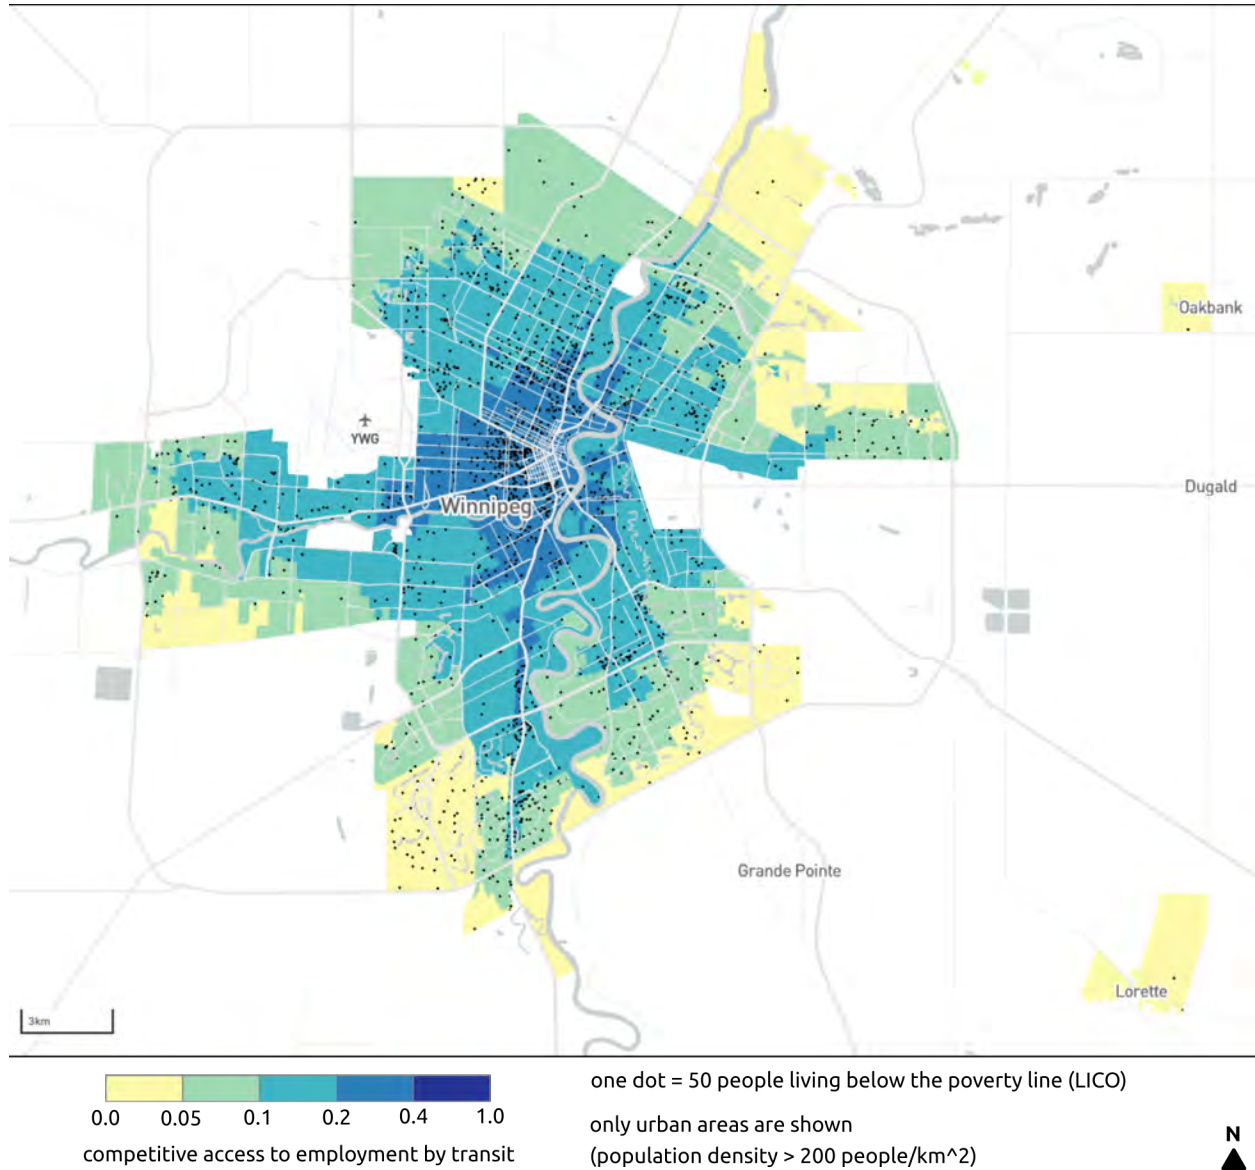 Oakbank
YWG
Dugald
Winnipeg
Grande Pointe
Lorette
3km
one dot = 50 people living below the poverty line (LICO)
0.0 0.05 0.1 0.2 0.4 1.0
only urban areas are shown
(population density > 200 people/km^2)
competitive access to employment by transit
N